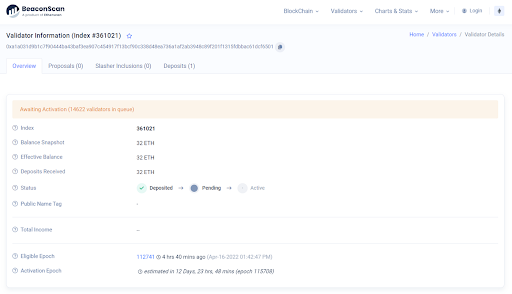 BeaconScan
A product of Etherscan
BlockChain Validators Charts & Stats More Login
Validator Information (Index #361021)
Home / Validators / Validator Details
Overview Proposals (0) Slasher Inclusions (0) Deposits (1)
Awaiting Activation (14622 validators in queue)
Index 361021
Balance Snapshot 32 ETH
Effective Balance 32 ETH
Deposits Received 32 ETH
Status Deposited → Pending → Active
Public Name Tag -
Total Income --
Eligible Epoch 112741 4 hrs 40 mins ago (Apr-16-2022 01:42:47 PM)
Activation Epoch estimated in 12 Days, 23 hrs, 48 mins (epoch 115708)